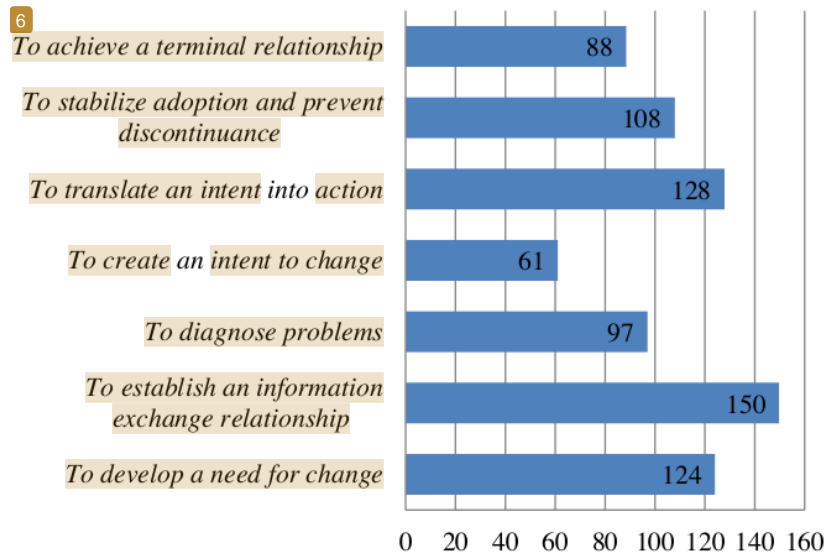 6
To achieve a terminal relationship
88
To stabilize adoption and prevent
discontinuance
108
To translate an intent into action
128
To create an intent to change
61
To diagnose problems
97
To establish an information
exchange relationship
150
To develop a need for change
124
0 20 40 60 80 100 120 140 160